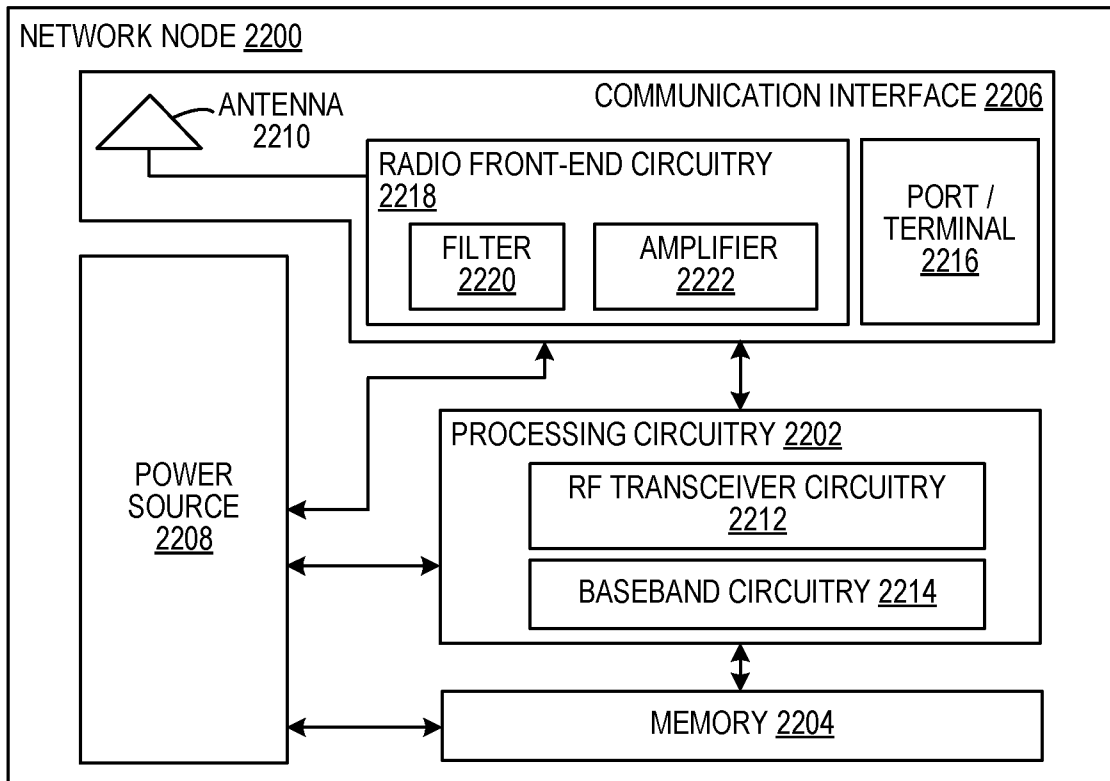 NETWORK NODE 2200
COMMUNICATION INTERFACE 2206
ANTENNA
2210
RADIO FRONT-END CIRCUITRY
2218
FILTER
2220
AMPLIFIER
2222
PORT /
TERMINAL
2216
POWER
SOURCE
2208
PROCESSING CIRCUITRY 2202
RF TRANSCEIVER CIRCUITRY
2212
BASEBAND CIRCUITRY 2214
MEMORY 2204